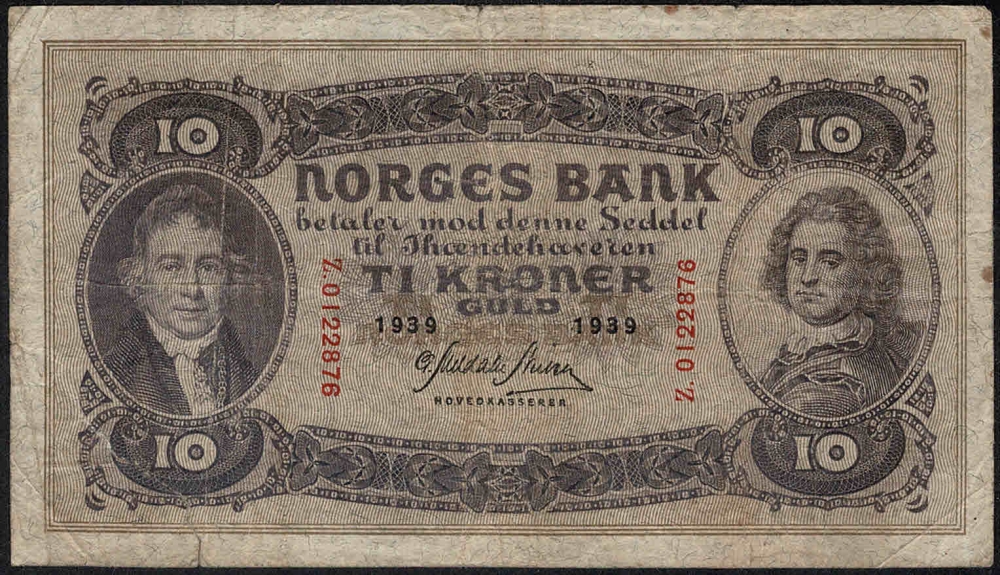 10 10
NORGES BANK
betaler mod denne Seddel
til Ihændehaveren
TI KRONER
GULD
1939 1939
Z.0122876
Z.0122876
HOVEDKASSERER
10 10